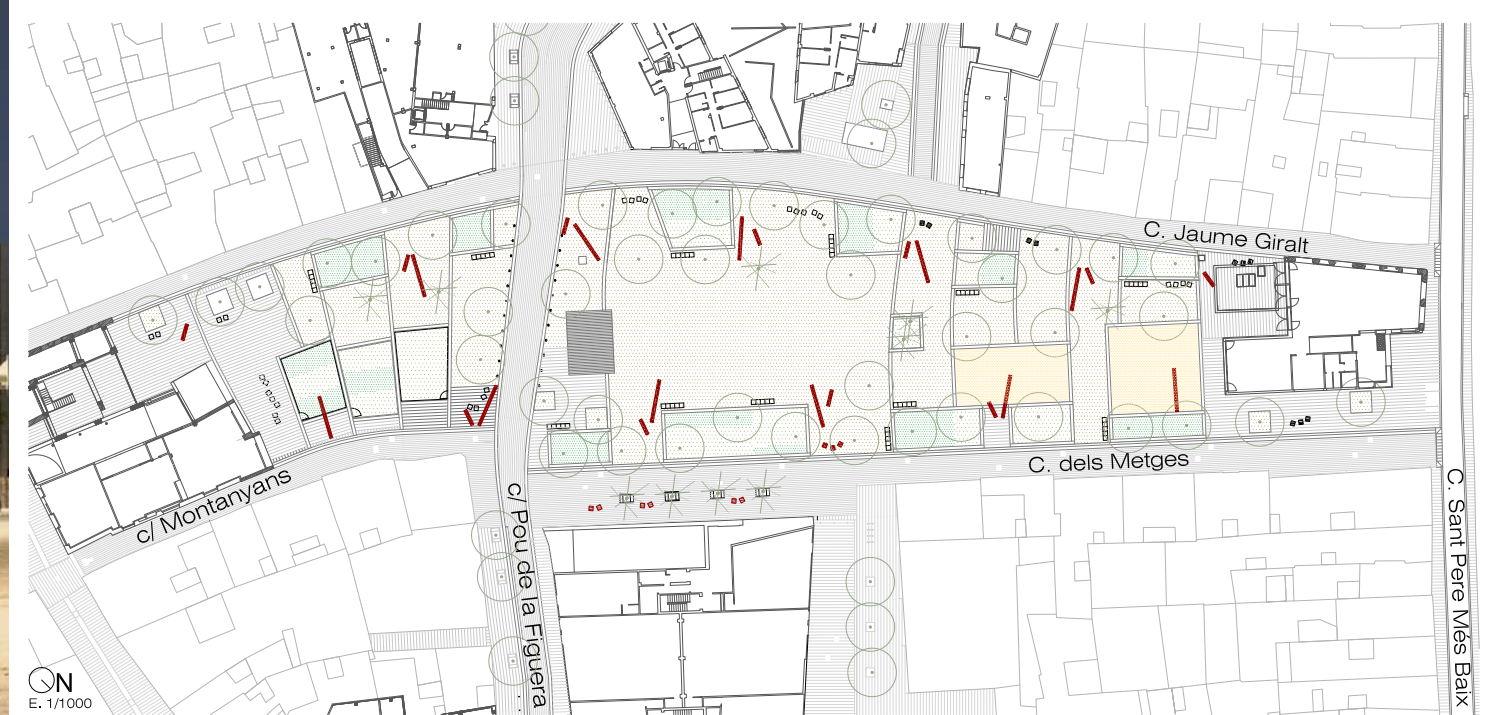 C. Jaume Giralt
C. dels Metges
c/ Montanyans
c/ Pou de la Figuera
C. Sant Pere Més Baix
N
E. 1/1000